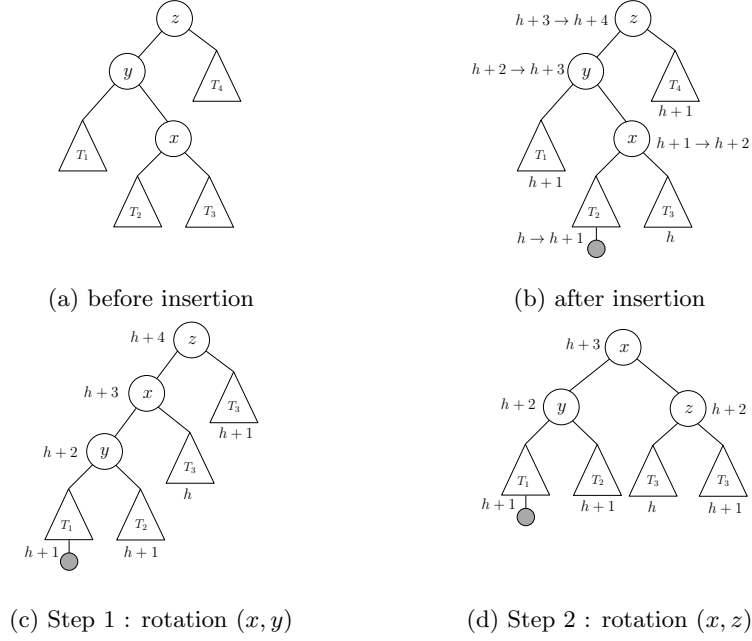 z
y
T₄
x
T₁
T₂ T₃
(a) before insertion
h + 3 → h + 4 z
h + 2 → h + 3 y
T₄
h + 1
x h + 1 → h + 2
T₁
h + 1
T₂ T₃
h → h + 1 h
(b) after insertion
h + 4 z
h + 3 x
T₃
h + 1
h + 2 y
T₃
h
T₁ T₂
h + 1 h + 1
(c) Step 1 : rotation (x, y)
h + 3 x
h + 2 y z h + 2
T₁ T₂ T₃ T₃
h + 1 h + 1 h h + 1
(d) Step 2 : rotation (x, z)